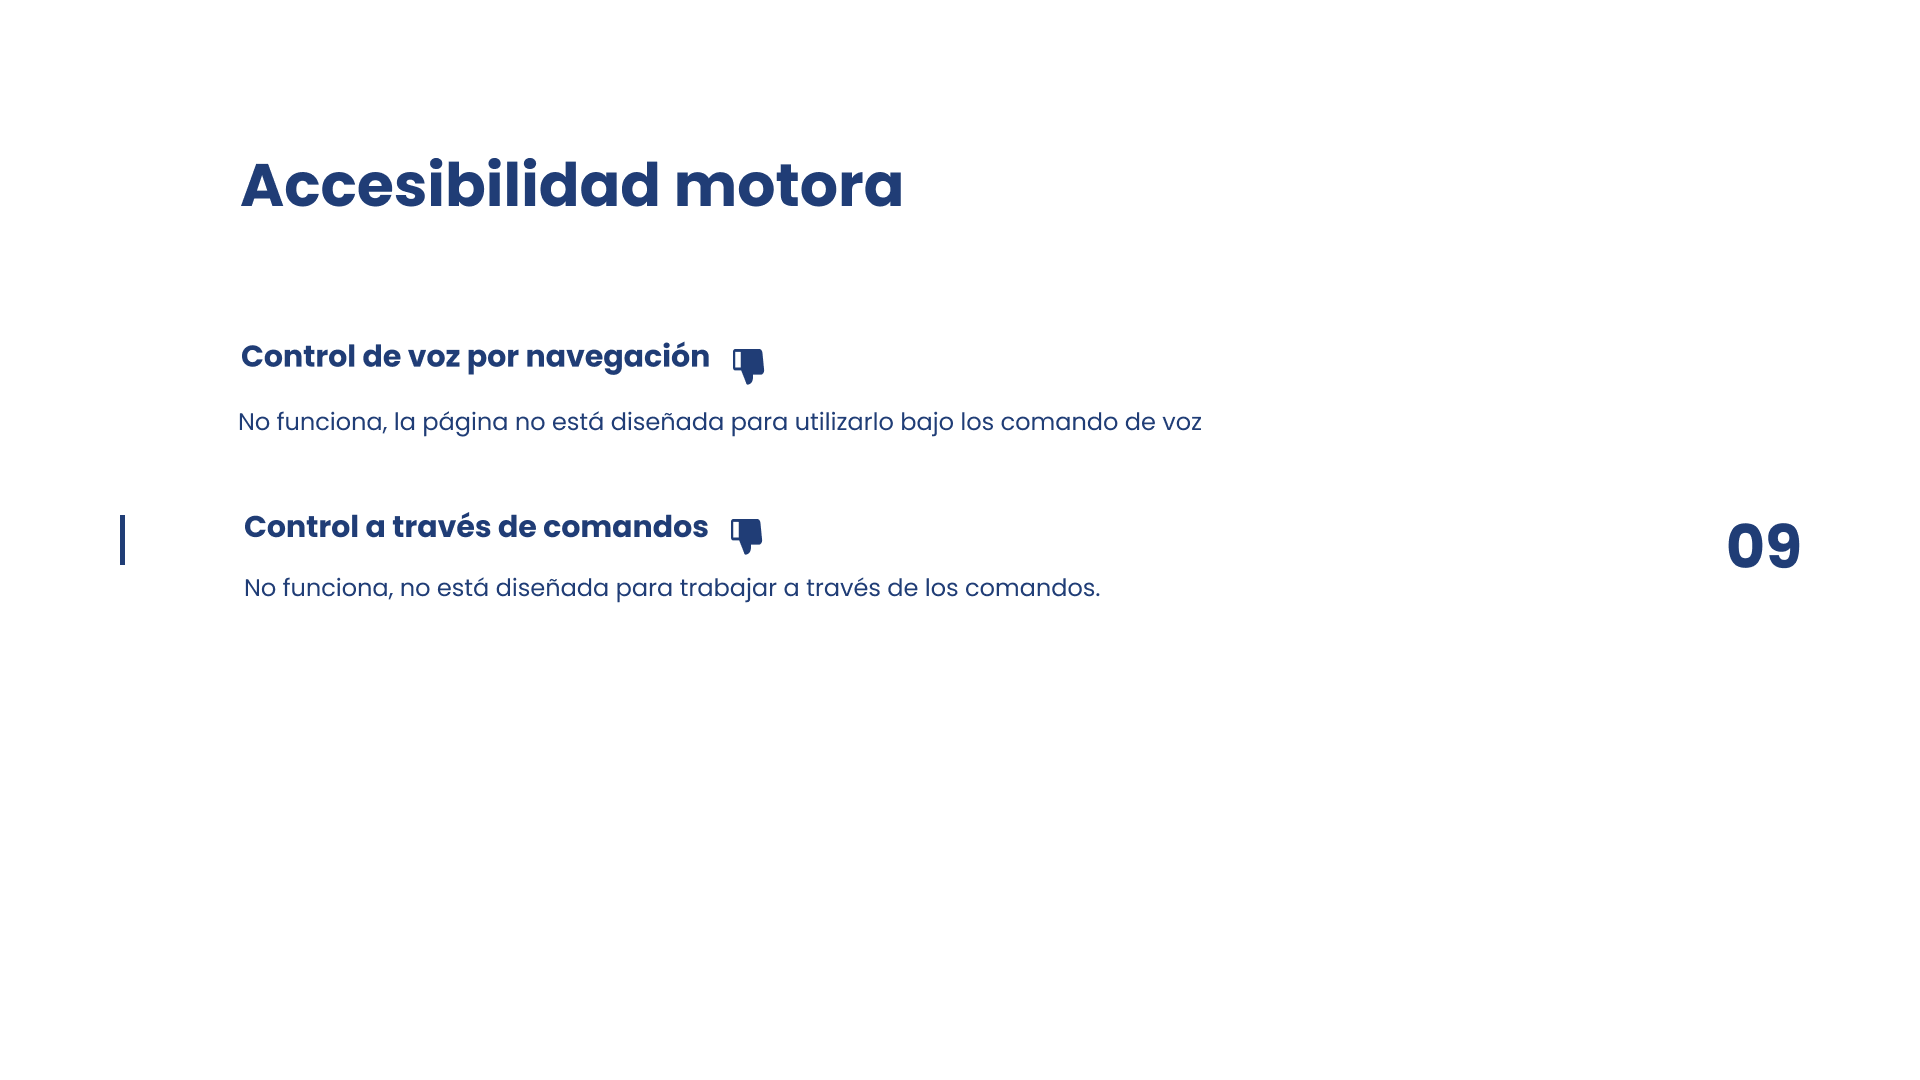 Accesibilidad motora
Control de voz por navegación
No funciona, la página no está diseñada para utilizarlo bajo los comando de voz
Control a través de comandos
No funciona, no está diseñada para trabajar a través de los comandos.
09